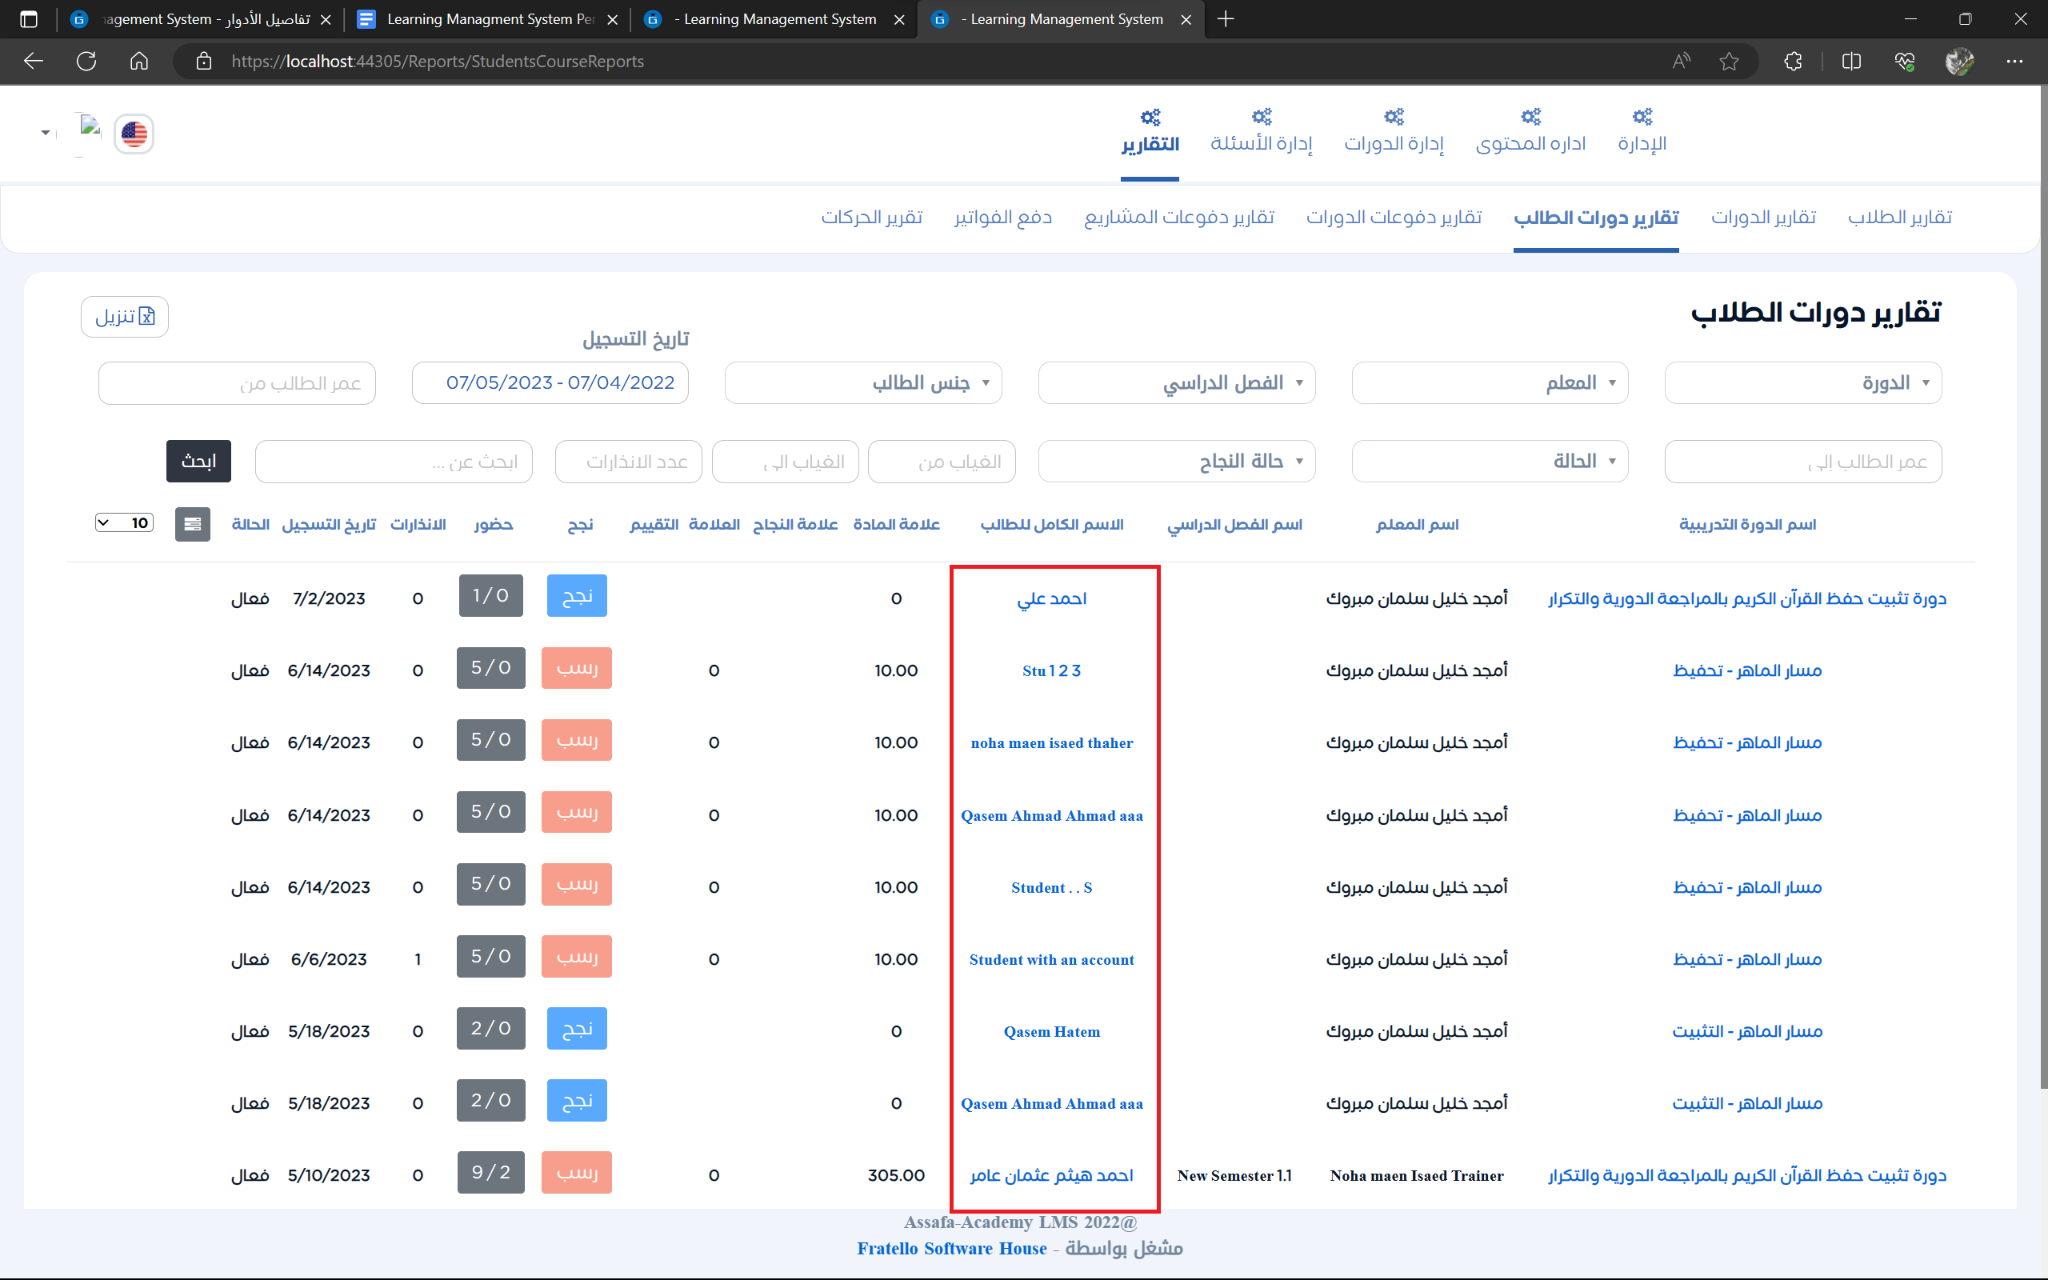 تفاصيل الأدوار - agement System
Learning Managment System Per
- Learning Management System
- Learning Management System
https://localhost:44305/Reports/StudentsCourseReports
الإدارة
اداره المحتوى
إدارة الدورات
إدارة الأسئلة
التقارير
تقارير الطلاب
تقارير الدورات
تقارير دورات الطالب
تقارير دفوعات الدورات
تقارير دفوعات المشاريع
دفع الفواتير
تقرير الحركات
تقارير دورات الطلاب
تنزيل
تاريخ التسجيل
الدورة
المعلم
الفصل الدراسي
جنس الطالب
07/05/2023 - 07/04/2022
عمر الطالب من
عمر الطالب إلى
الحالة
حالة النجاح
الغياب من
الغياب الى
عدد الانذارات
ابحث عن ...
ابحث
اسم الدورة التدريبية اسم المعلم اسم الفصل الدراسي الاسم الكامل للطالب علامة المادة علامة النجاح العلامة التقييم نجح حضور الانذارات تاريخ التسجيل الحالة 10
دورة تثبيت حفظ القرآن الكريم بالمراجعة الدورية والتكرار أمجد خليل سلمان مبروك احمد علي 0 نجح 1 / 0 0 7/2/2023 فعال
مسار الماهر - تحفيظ أمجد خليل سلمان مبروك Stu 1 2 3 10.00 0 رسب 5 / 0 0 6/14/2023 فعال
مسار الماهر - تحفيظ أمجد خليل سلمان مبروك noha maen isaed thaher 10.00 0 رسب 5 / 0 0 6/14/2023 فعال
مسار الماهر - تحفيظ أمجد خليل سلمان مبروك Qasem Ahmad Ahmad aaa 10.00 0 رسب 5 / 0 0 6/14/2023 فعال
مسار الماهر - تحفيظ أمجد خليل سلمان مبروك Student . . S 10.00 0 رسب 5 / 0 0 6/14/2023 فعال
مسار الماهر - تحفيظ أمجد خليل سلمان مبروك Student with an account 10.00 0 رسب 5 / 0 1 6/6/2023 فعال
مسار الماهر - التثبيت أمجد خليل سلمان مبروك Qasem Hatem 0 نجح 2 / 0 0 5/18/2023 فعال
مسار الماهر - التثبيت أمجد خليل سلمان مبروك Qasem Ahmad Ahmad aaa 0 نجح 2 / 0 0 5/18/2023 فعال
دورة تثبيت حفظ القرآن الكريم بالمراجعة الدورية والتكرار Noha maen Isaed Trainer New Semester 1.1 احمد هيثم عثمان عامر 305.00 0 رسب 9 / 2 0 5/10/2023 فعال
Assafa-Academy LMS 2022@
مشغل بواسطة - Fratello Software House